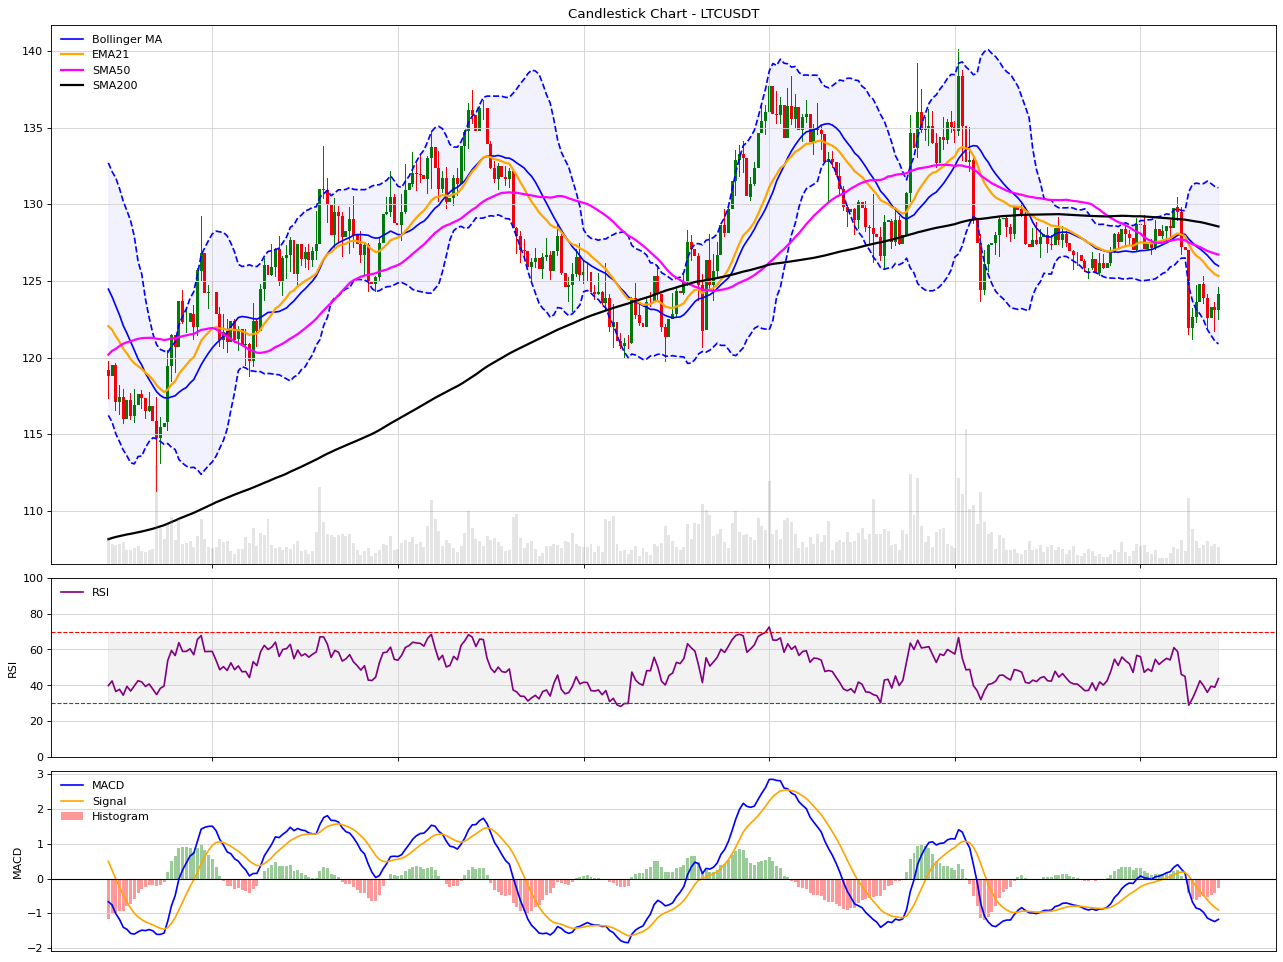 Candlestick Chart - LTCUSDT
Bollinger MA
EMA21
SMA50
SMA200
140
135
130
125
120
115
110
RSI
RSI
100
80
60
40
20
0
MACD
Signal
Histogram
MACD
3
2
1
0
−1
−2